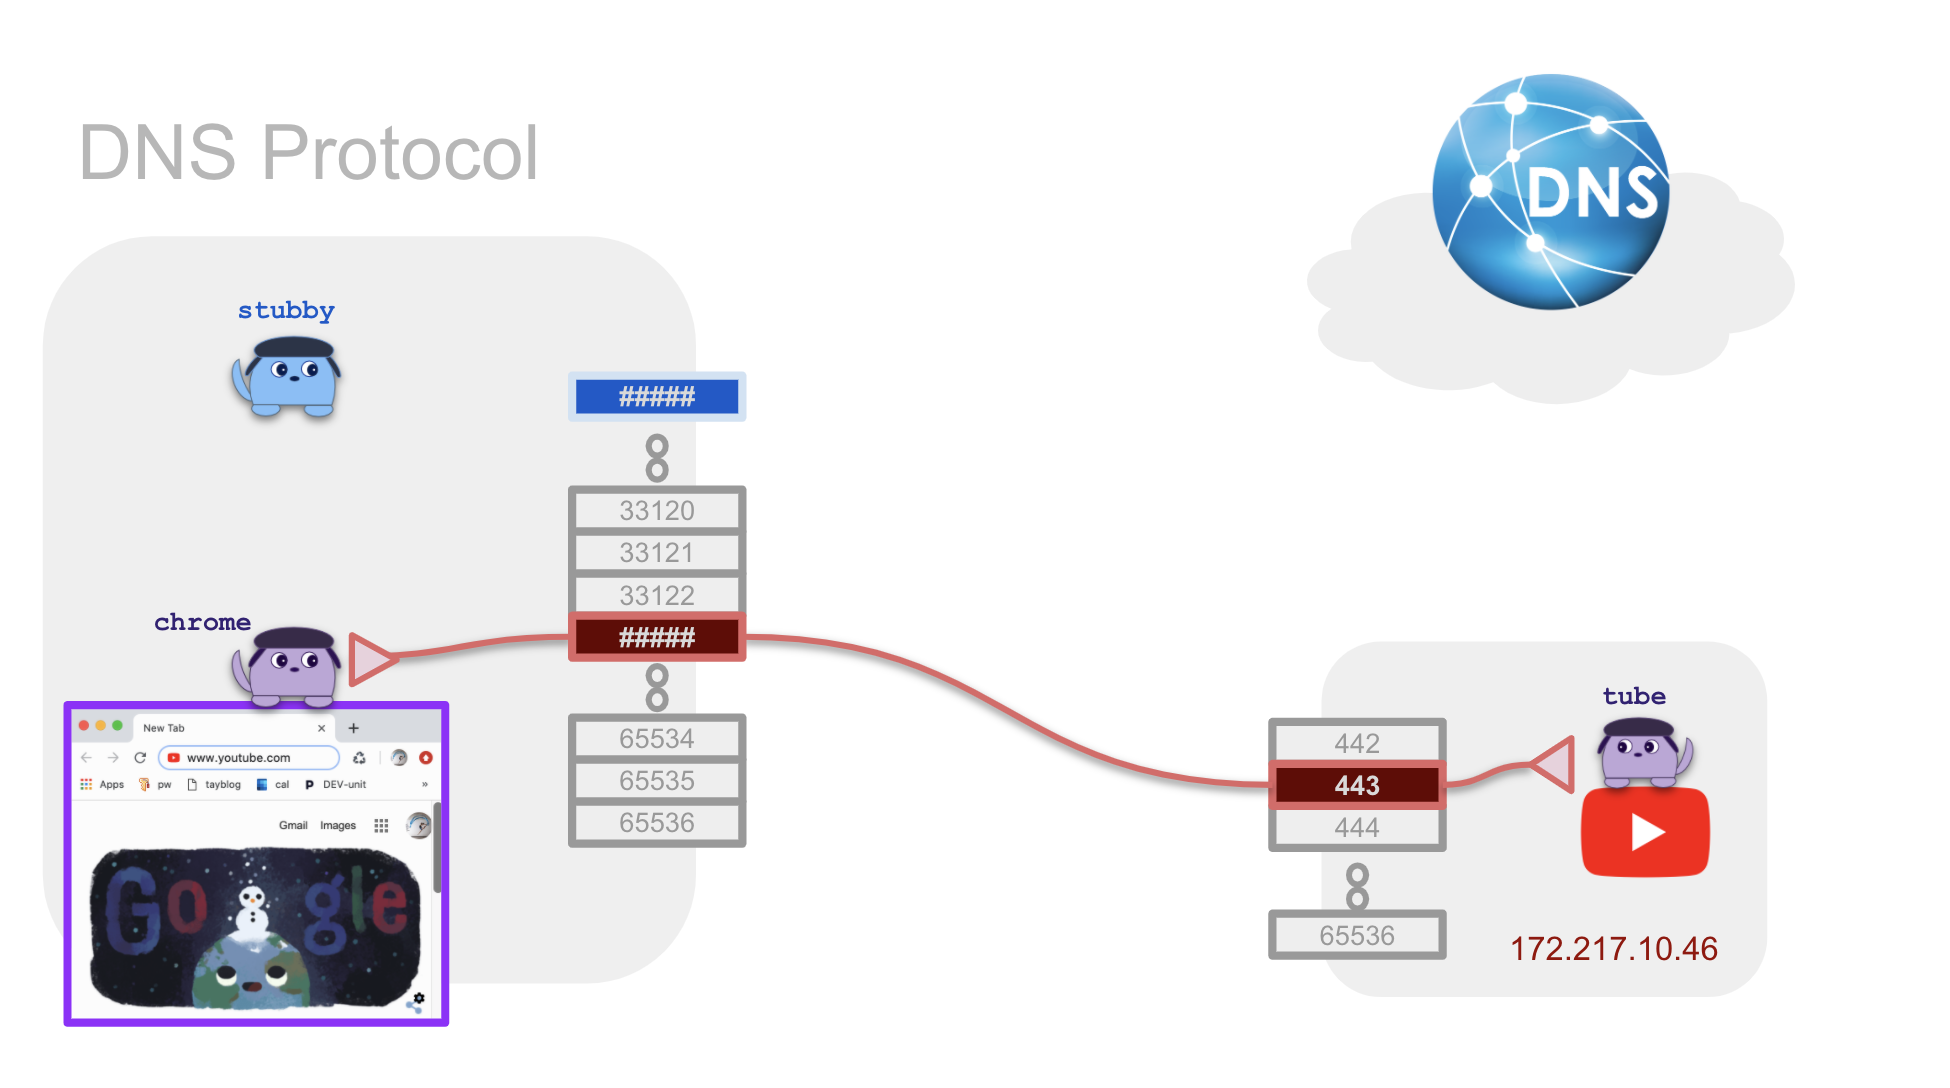 DNS Protocol
DNS
stubby
#####
33120
33121
33122
chrome
#####
65534
65535
65536
New Tab
www.youtube.com
Apps pw tayblog cal P DEV-unit »
Gmail Images
Google
tube
442
443
444
65536
172.217.10.46